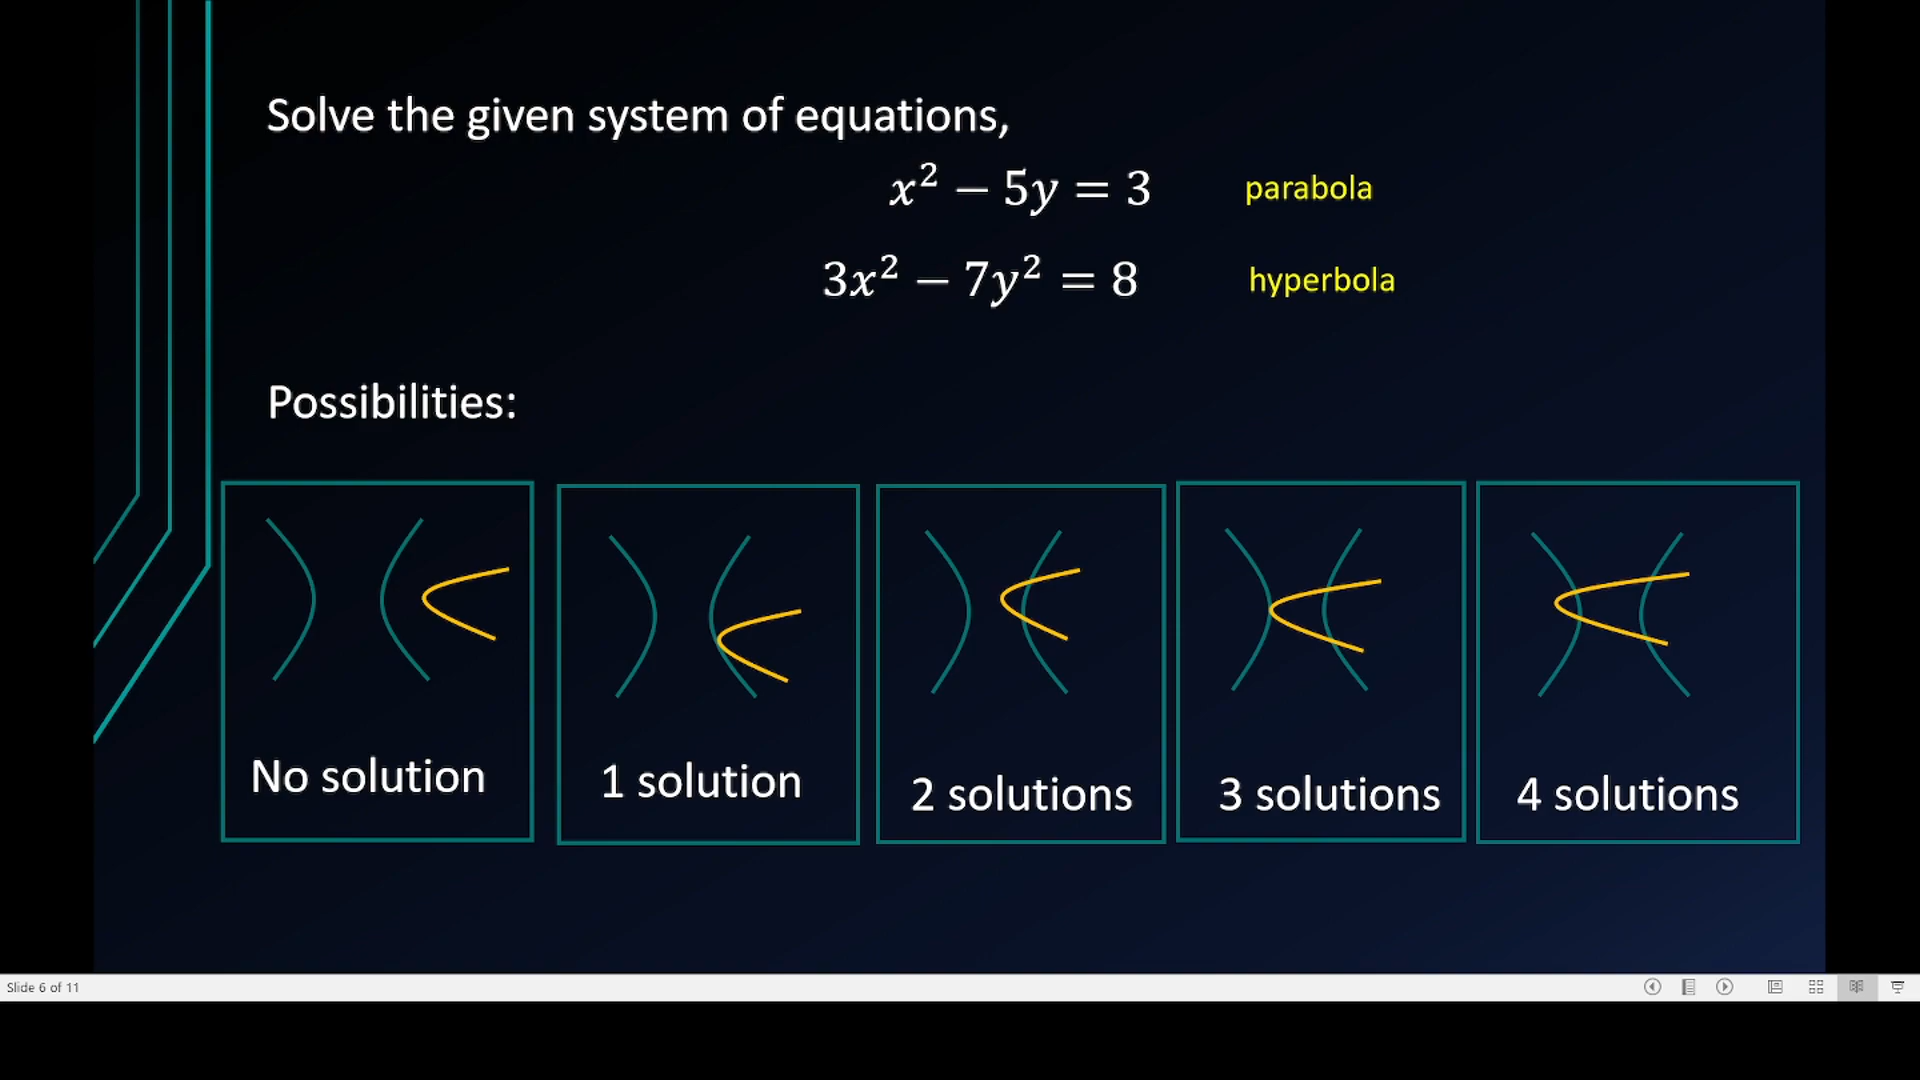 Solve the given system of equations,
x² − 5y = 3 parabola
3x² − 7y² = 8 hyperbola
Possibilities:
No solution
1 solution
2 solutions
3 solutions
4 solutions
Slide 6 of 11